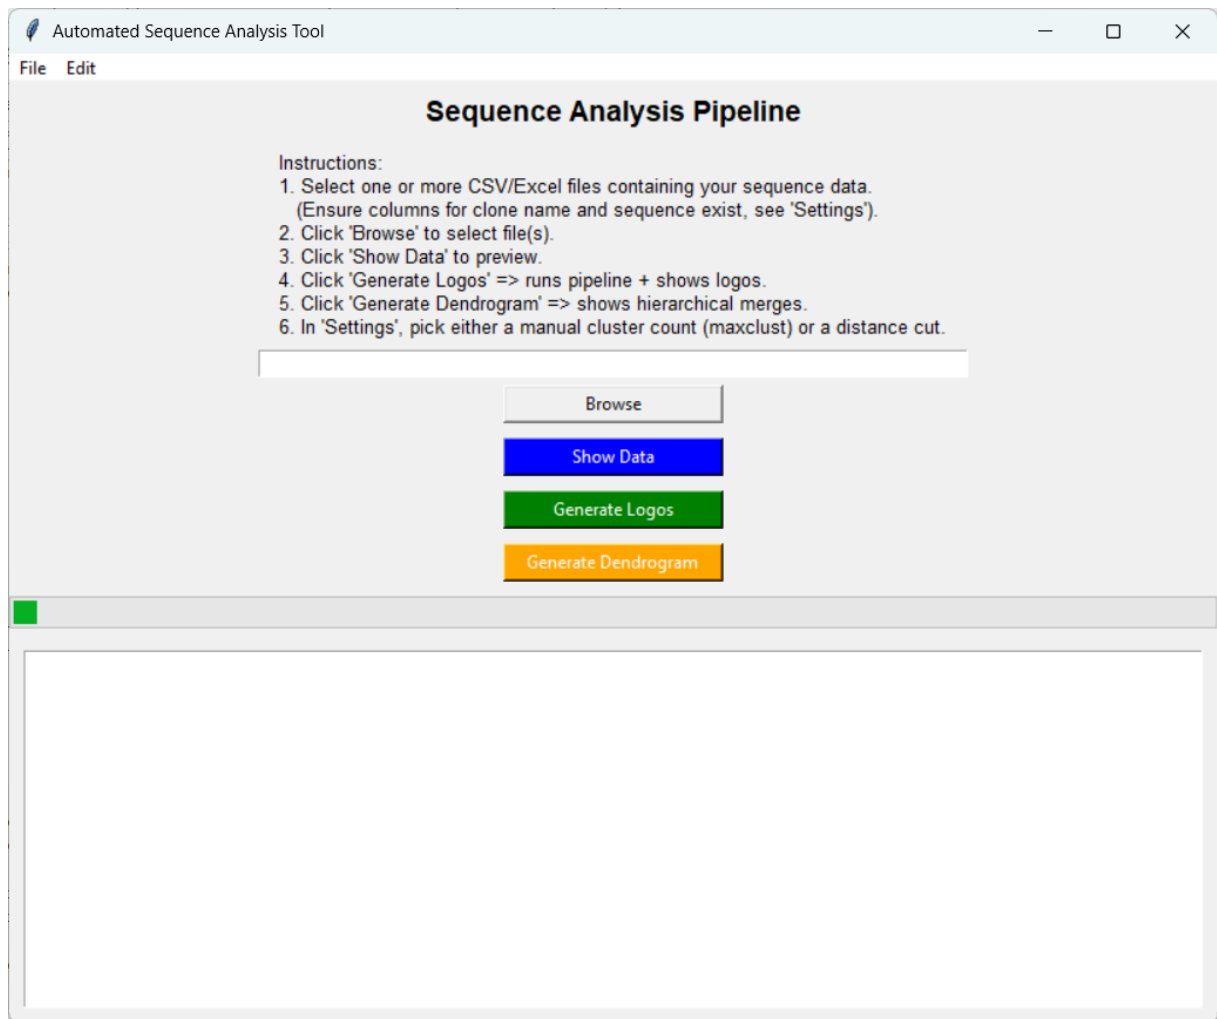 Automated Sequence Analysis Tool
File Edit
Sequence Analysis Pipeline
Instructions:
1. Select one or more CSV/Excel files containing your sequence data.
(Ensure columns for clone name and sequence exist, see 'Settings').
2. Click 'Browse' to select file(s).
3. Click 'Show Data' to preview.
4. Click 'Generate Logos' => runs pipeline + shows logos.
5. Click 'Generate Dendrogram' => shows hierarchical merges.
6. In 'Settings', pick either a manual cluster count (maxclust) or a distance cut.
Browse
Show Data
Generate Logos
Generate Dendrogram